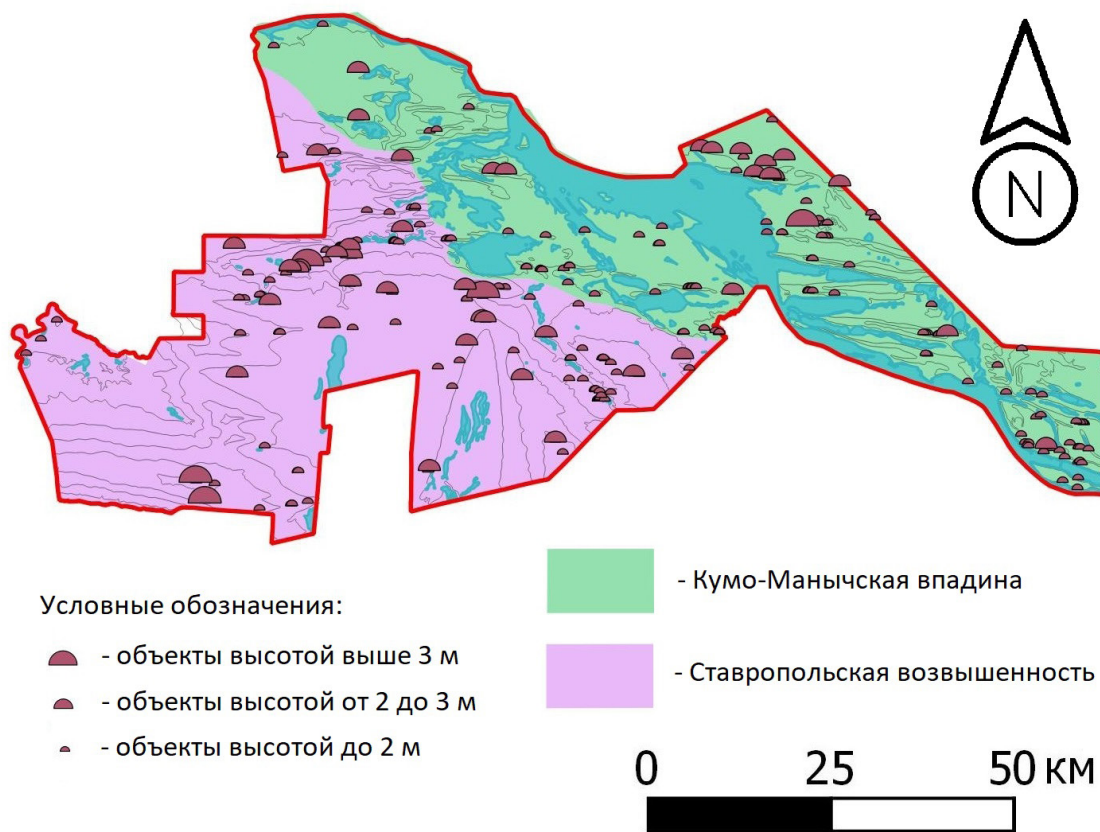 N
- Кумо-Манычская впадина
Условные обозначения:
- объекты высотой выше 3 м
- Ставропольская возвышенность
- объекты высотой от 2 до 3 м
- объекты высотой до 2 м
0 25 50 км